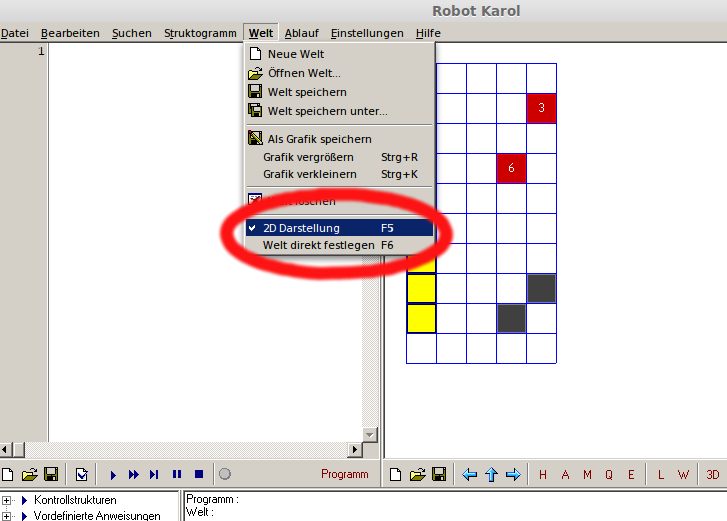 Robot Karol
Datei Bearbeiten Suchen Struktogramm Welt Ablauf Einstellungen Hilfe
1
Neue Welt
Öffnen Welt...
Welt speichern
Welt speichern unter...
Als Grafik speichern
Grafik vergrößern Strg+R
Grafik verkleinern Strg+K
löschen
2D Darstellung F5
Welt direkt festlegen F6
3
6
Programm
H A M Q E L W 3D
Kontrollstrukturen
Vordefinierte Anweisungen
Programm :
Welt :